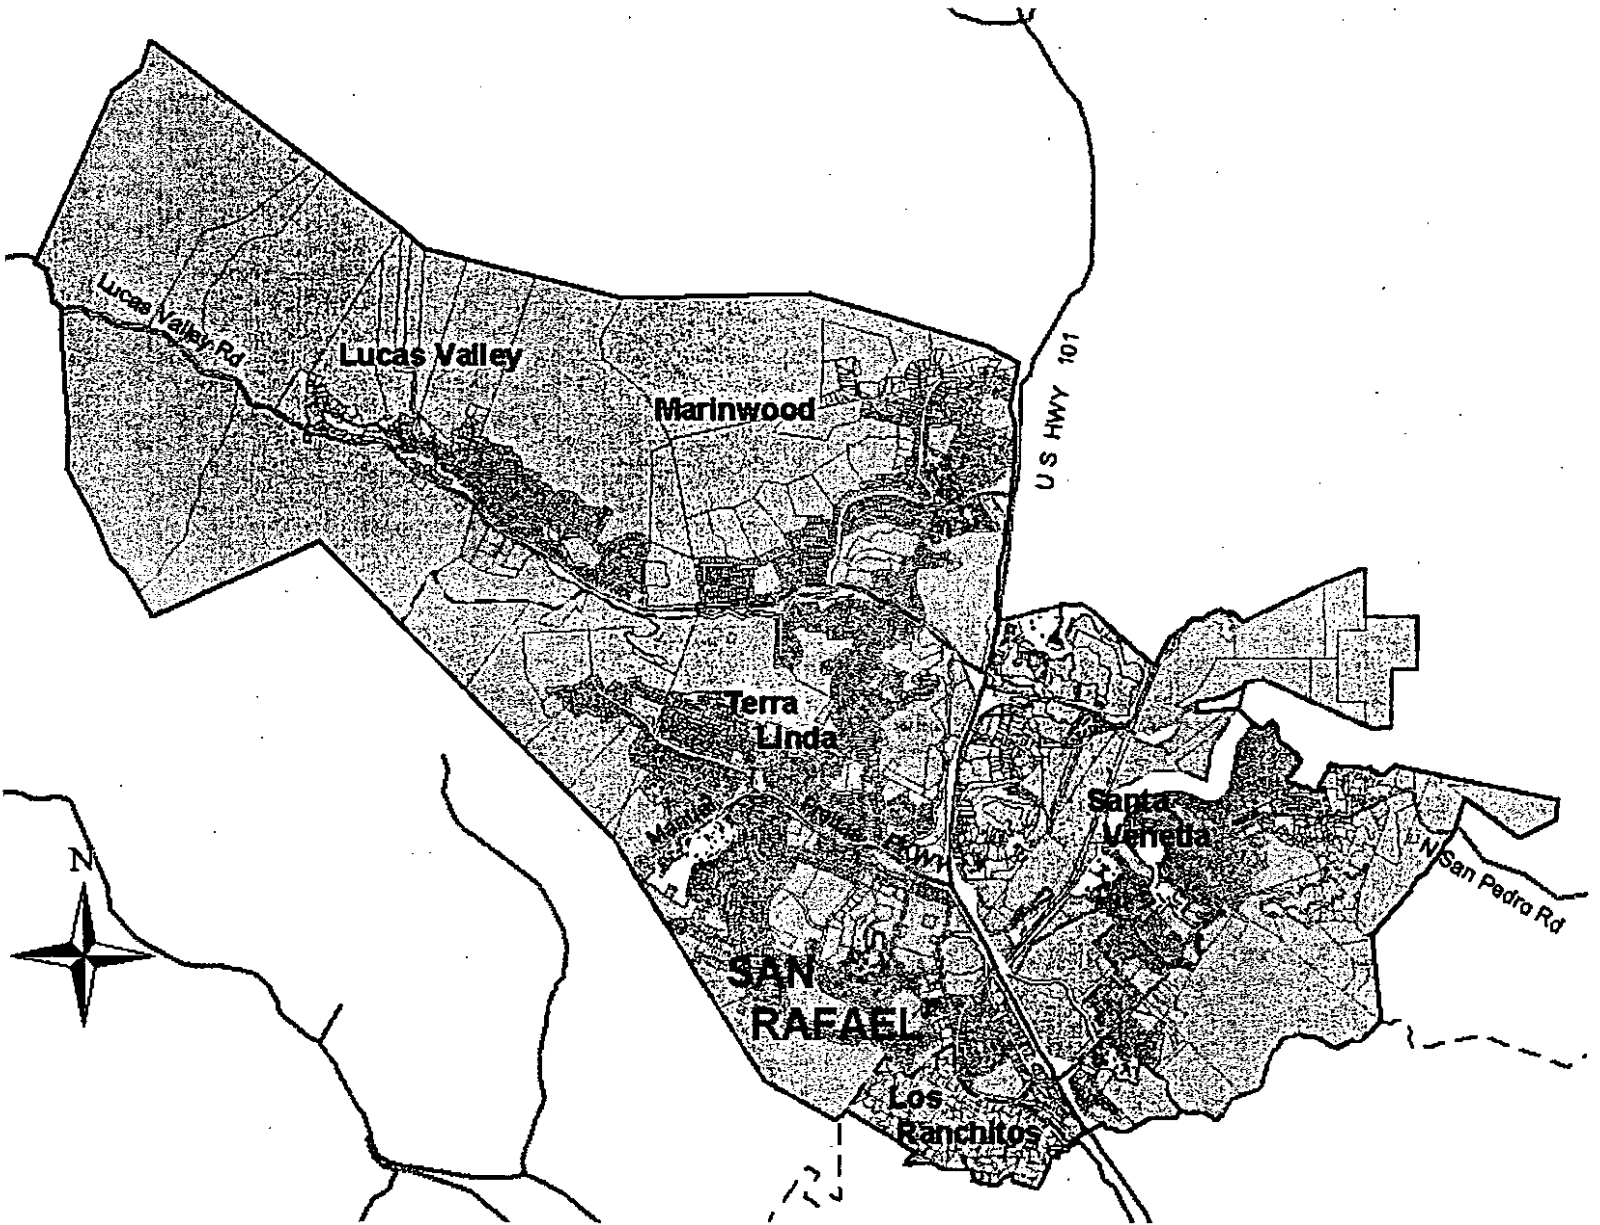 Lucas Valley Rd
Lucas Valley
U S HWY 101
Marinwood
Terra
Linda
Santa
Venetia
Manuel Freitas PKWY
N San Pedro Rd
N
SAN
RAFAEL
Los
Ranchitos